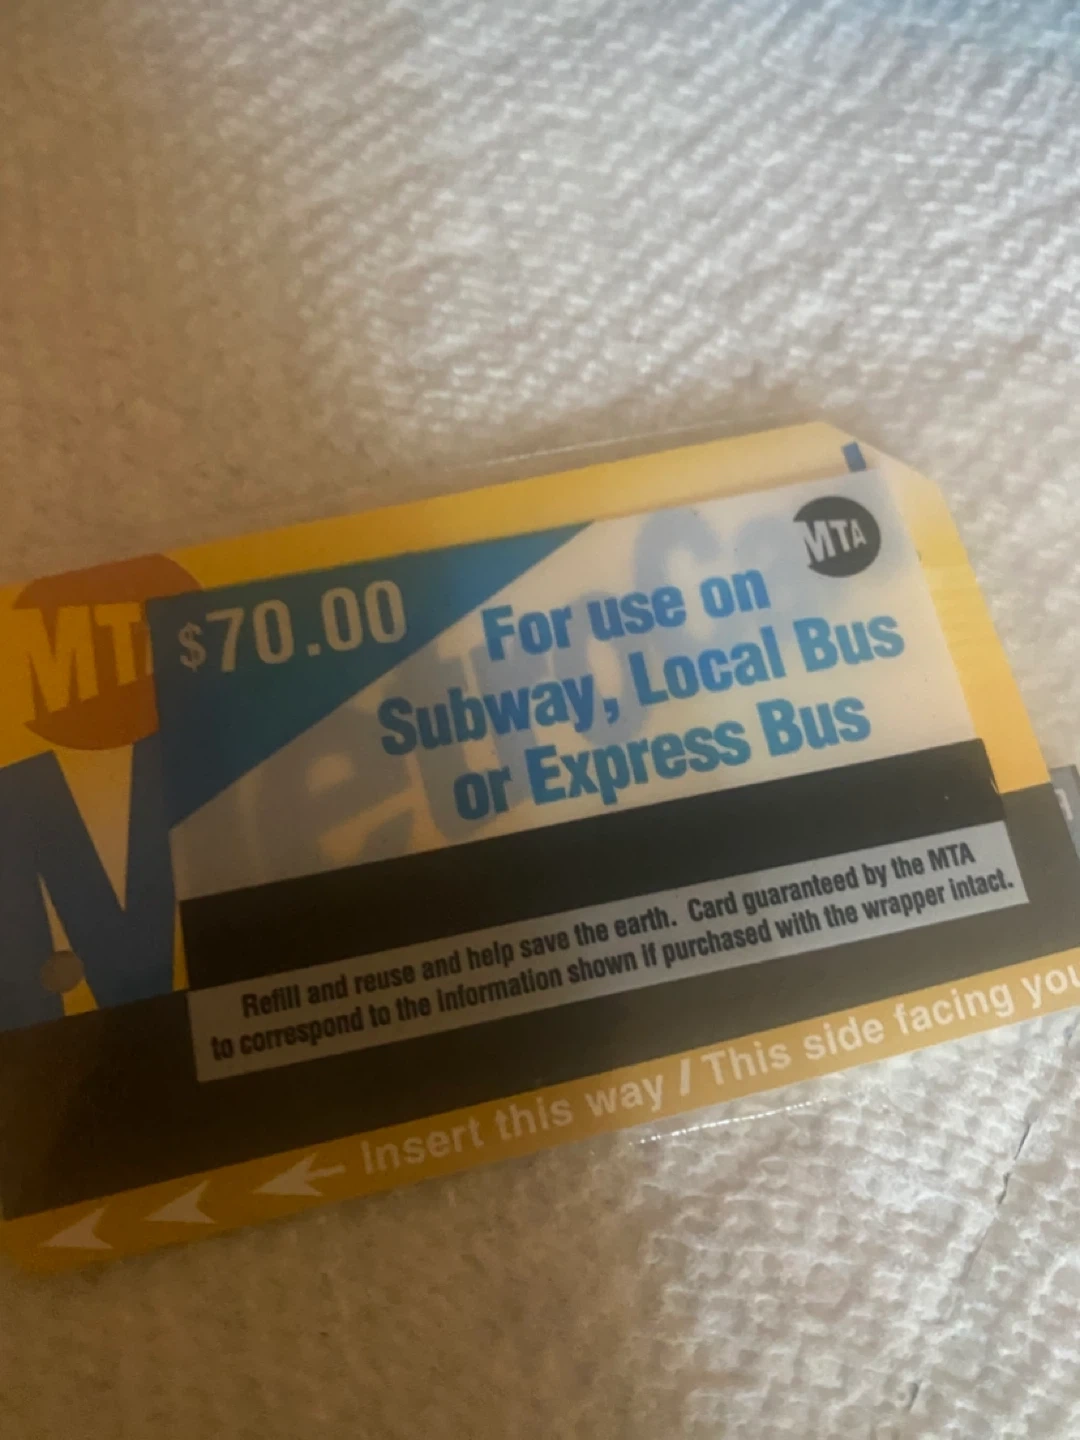 MTA
$70.00
For use on
Subway, Local Bus
or Express Bus
MTA
MetroCa
Refill and reuse and help save the earth. Card guaranteed by the MTA
to correspond to the information shown if purchased with the wrapper intact.
Insert this way / This side facing you